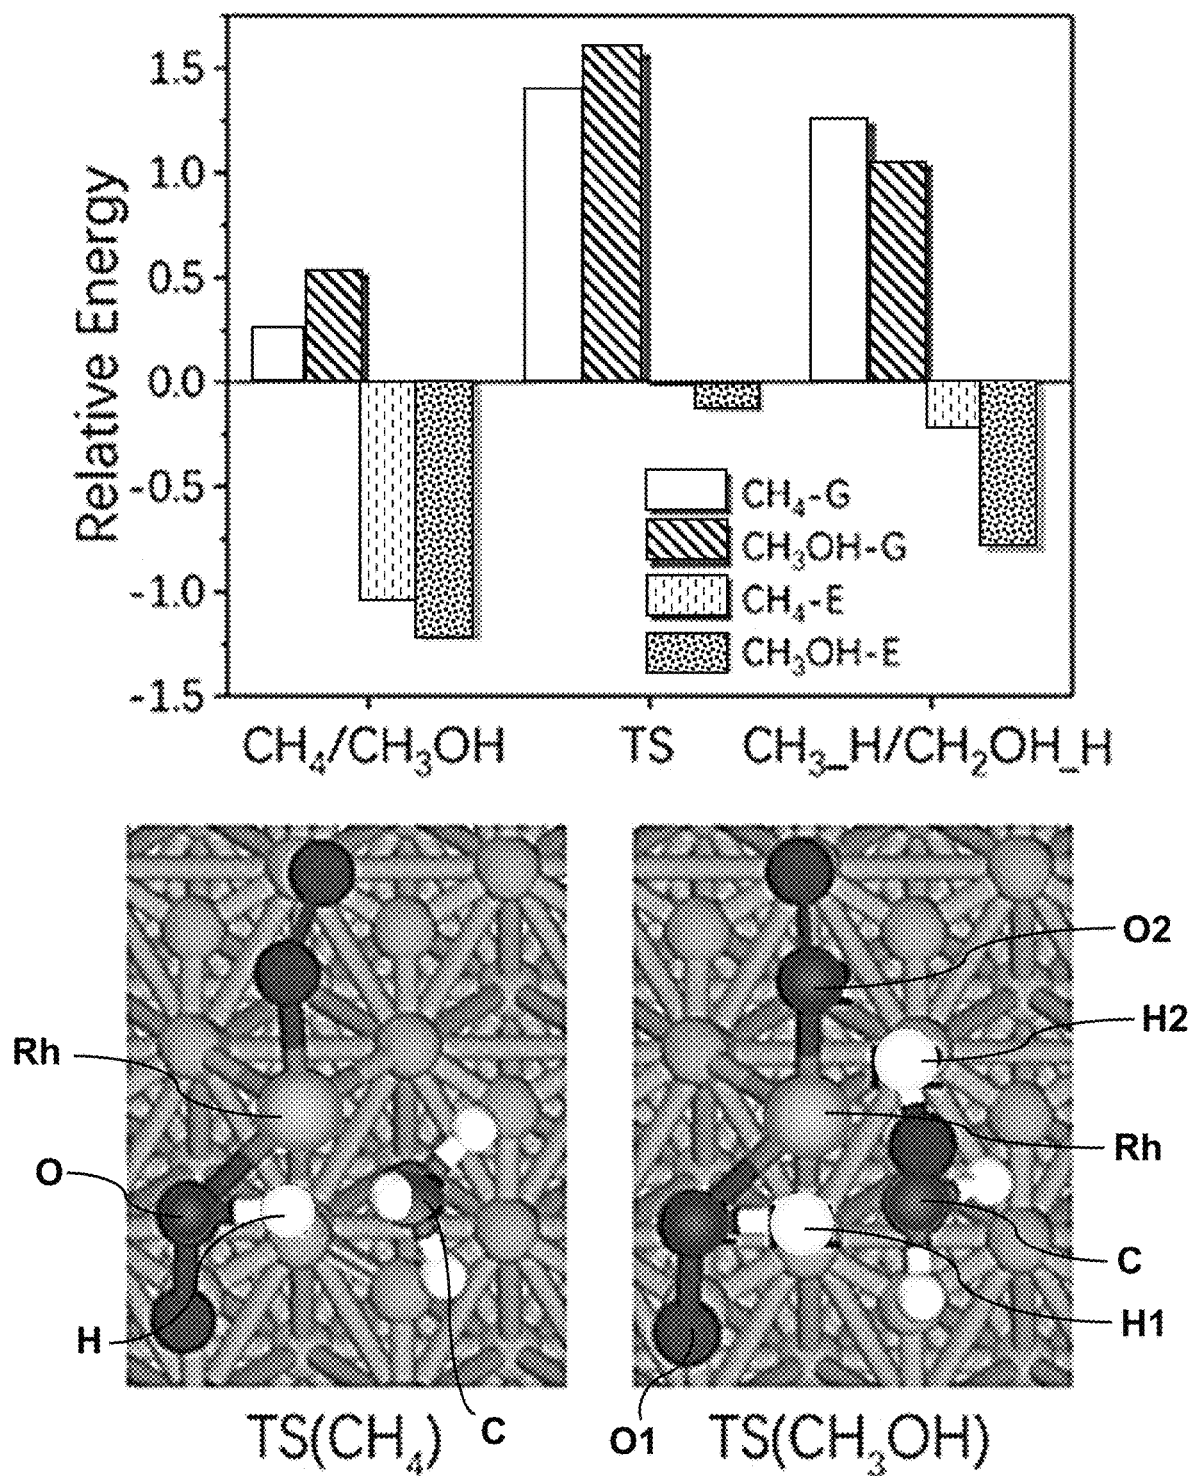 Relative Energy
1.5
1.0
0.5
0.0
-0.5
-1.0
-1.5
CH₄-G
CH₃OH-G
CH₄-E
CH₃OH-E
CH₄/CH₃OH TS CH₃_H/CH₂OH_H
O2
H2
Rh
Rh
O
C
H
H1
C
O1
TS(CH₄) TS(CH₃OH)